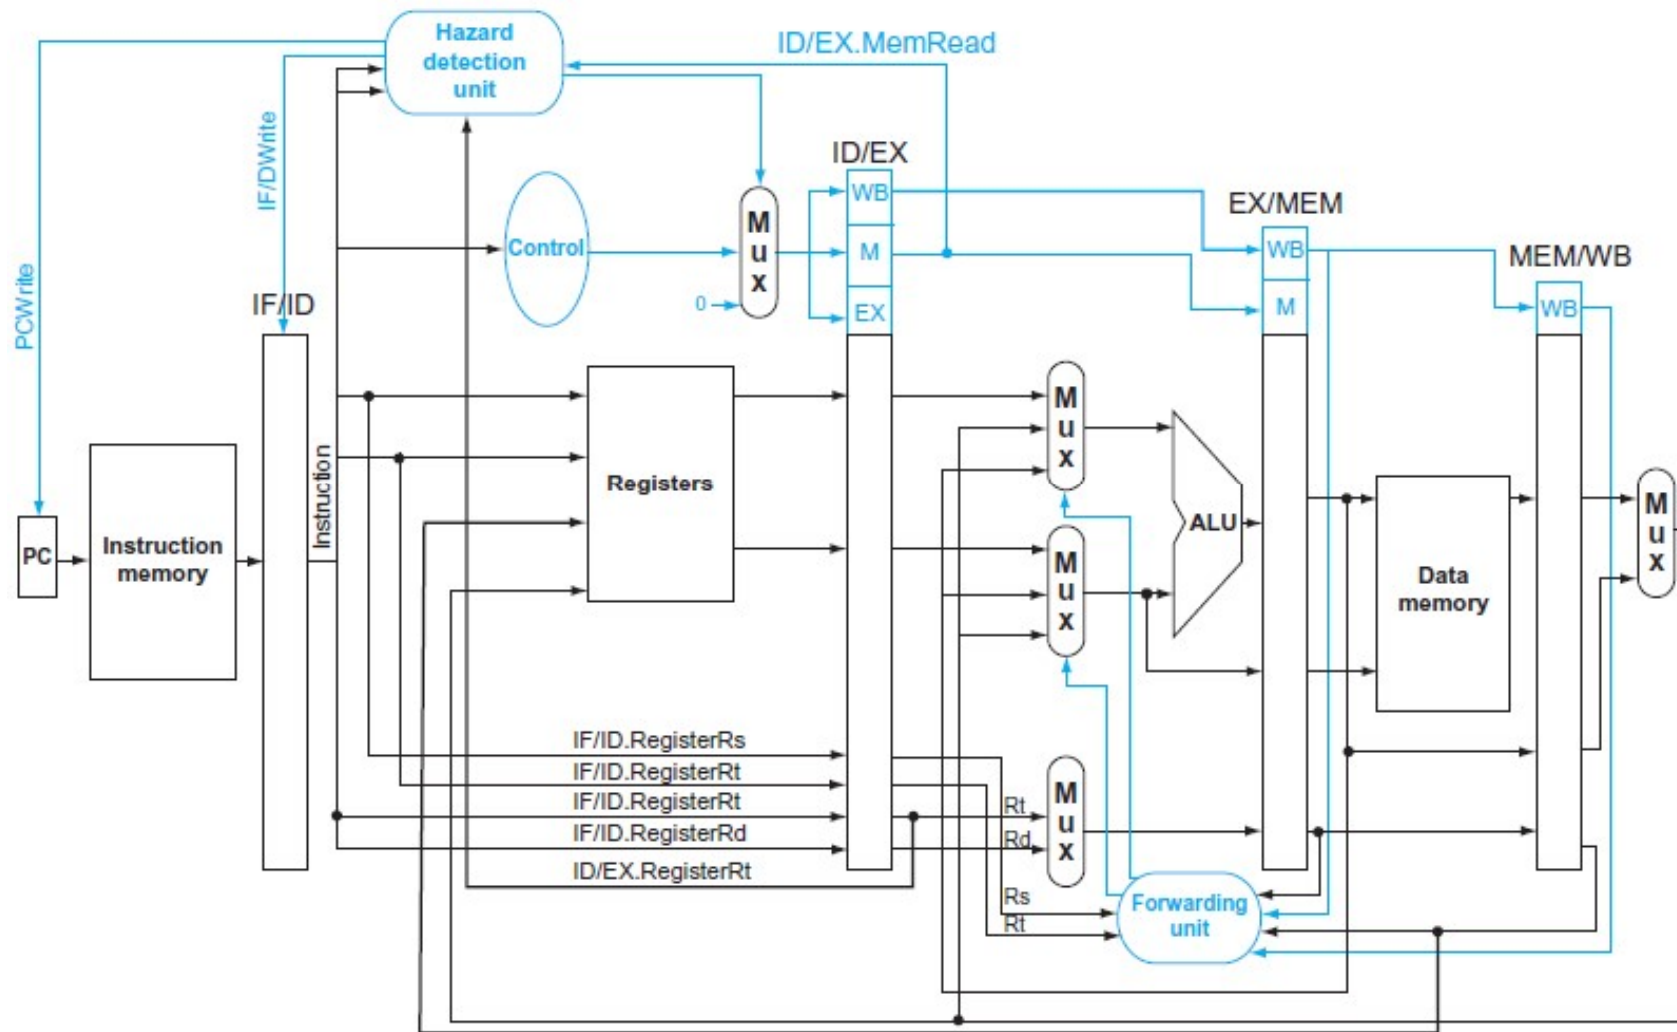 Hazard
detection
unit
ID/EX.MemRead
IF/DWrite
PCWrite
ID/EX
WB
M
EX
Control
0
M
u
x
EX/MEM
WB
M
MEM/WB
WB
IF/ID
Instruction
PC
Instruction
memory
Registers
M
u
x
M
u
x
ALU
Data
memory
M
u
x
IF/ID.RegisterRs
IF/ID.RegisterRt
IF/ID.RegisterRt
IF/ID.RegisterRd
ID/EX.RegisterRt
Rt
Rd
M
u
x
Rs
Rt
Forwarding
unit